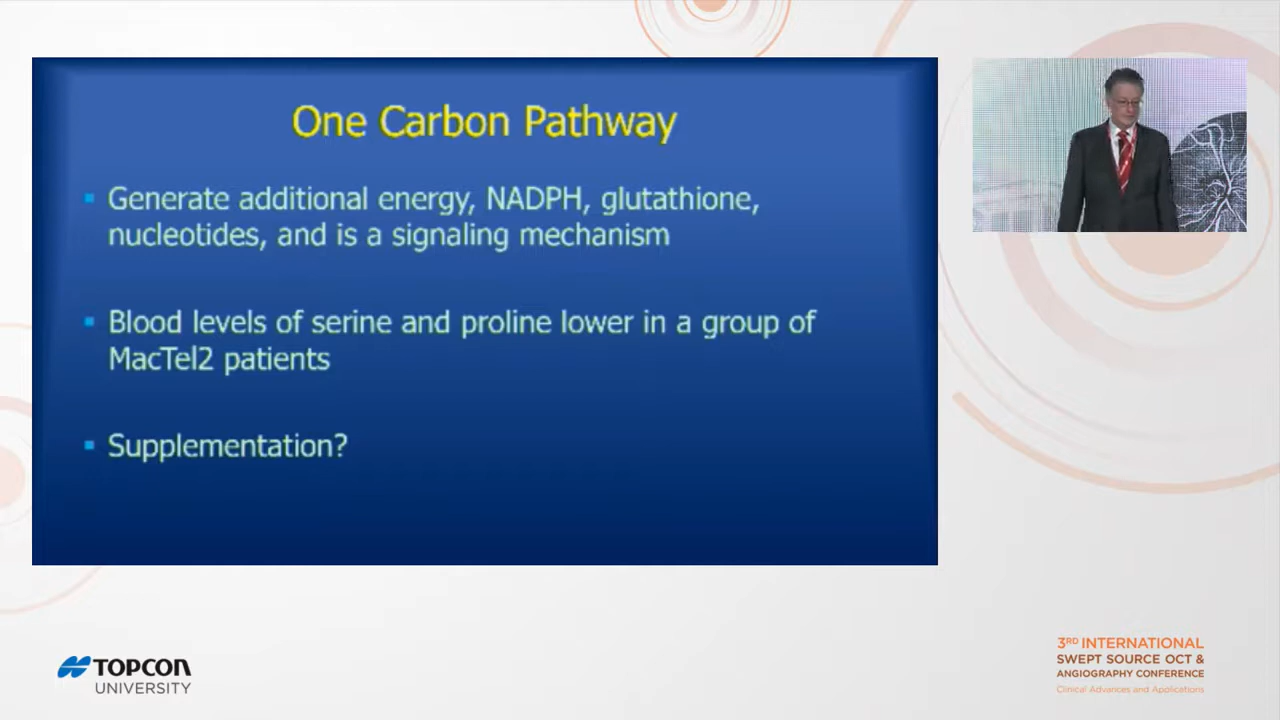 One Carbon Pathway
Generate additional energy, NADPH, glutathione,
nucleotides, and is a signaling mechanism
Blood levels of serine and proline lower in a group of
MacTel2 patients
Supplementation?
TOPCON
UNIVERSITY
3RD INTERNATIONAL
SWEPT SOURCE OCT &
ANGIOGRAPHY CONFERENCE
Clinical Advances and Applications